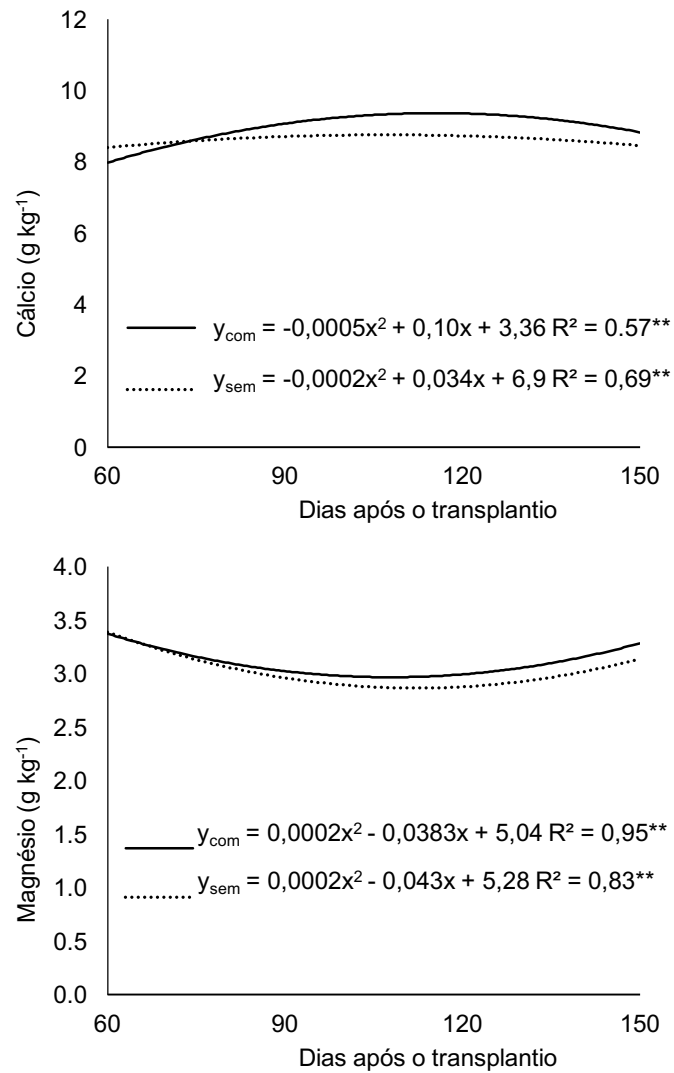 12
10
8
6
4
2
0
Cálcio (g kg-1)
y com = -0,0005x² + 0,10x + 3,36 R² = 0.57**
y sem = -0,0002x² + 0,034x + 6,9 R² = 0,69**
60 90 120 150
Dias após o transplantio
4.0
3.5
3.0
2.5
2.0
1.5
1.0
0.5
0.0
Magnésio (g kg-1)
y com = 0,0002x² - 0,0383x + 5,04 R² = 0,95**
y sem = 0,0002x² - 0,043x + 5,28 R² = 0,83**
60 90 120 150
Dias após o transplantio